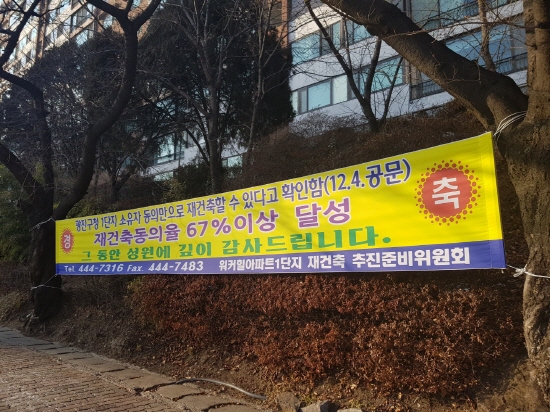 경
광진구청 1단지 소유자 동의만으로 재건축할 수 있다고 확인함(12.4.공문)
재건축동의율 67%이상 달성
그 동안 성원에 깊이 감사드립니다.
축
Tel. 444-7316 Fax. 444-7483 워커힐아파트1단지 재건축 추진준비위원회